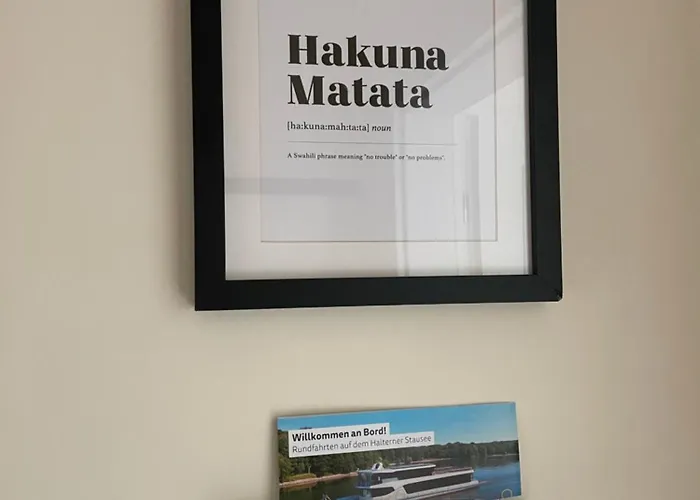 Hakuna
Matata
[ha:kuna:mah:ta:ta] noun
A Swahili phrase meaning "no trouble" or "no problems".
Willkommen an Bord!
Rundfahrten auf dem Halterner Stausee